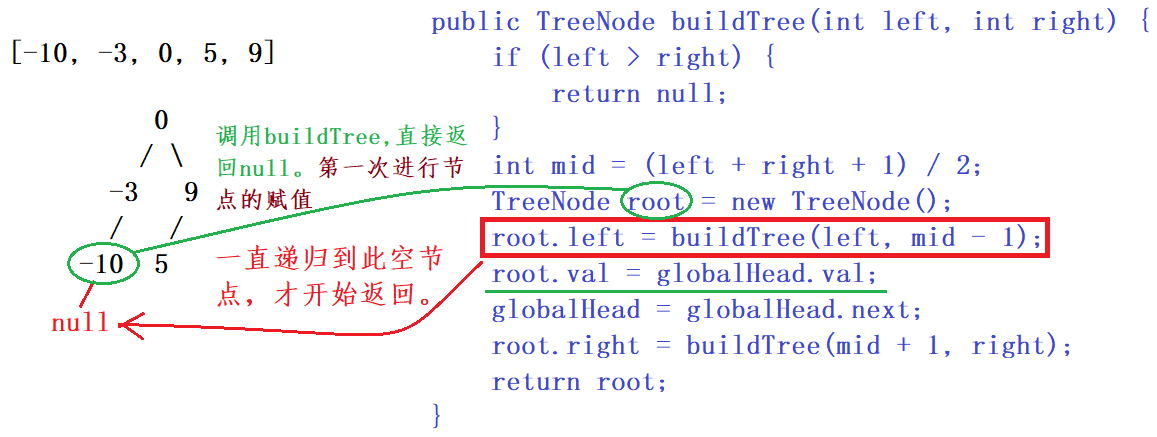 [-10, -3, 0, 5, 9]
0
/ \
-3 9
/ /
-10 5
null
调用buildTree,直接返
回null。第一次进行节
点的赋值
一直递归到此空节
点，才开始返回。
public TreeNode buildTree(int left, int right) {
if (left > right) {
return null;
}
int mid = (left + right + 1) / 2;
TreeNode root = new TreeNode();
root.left = buildTree(left, mid - 1);
root.val = globalHead.val;
globalHead = globalHead.next;
root.right = buildTree(mid + 1, right);
return root;
}